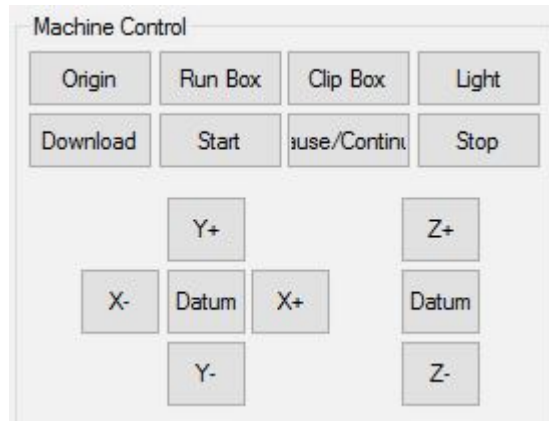 Machine Control
Origin Run Box Clip Box Light
Download Start ause/Continu Stop
Y+ Z+
X- Datum X+ Datum
Y- Z-